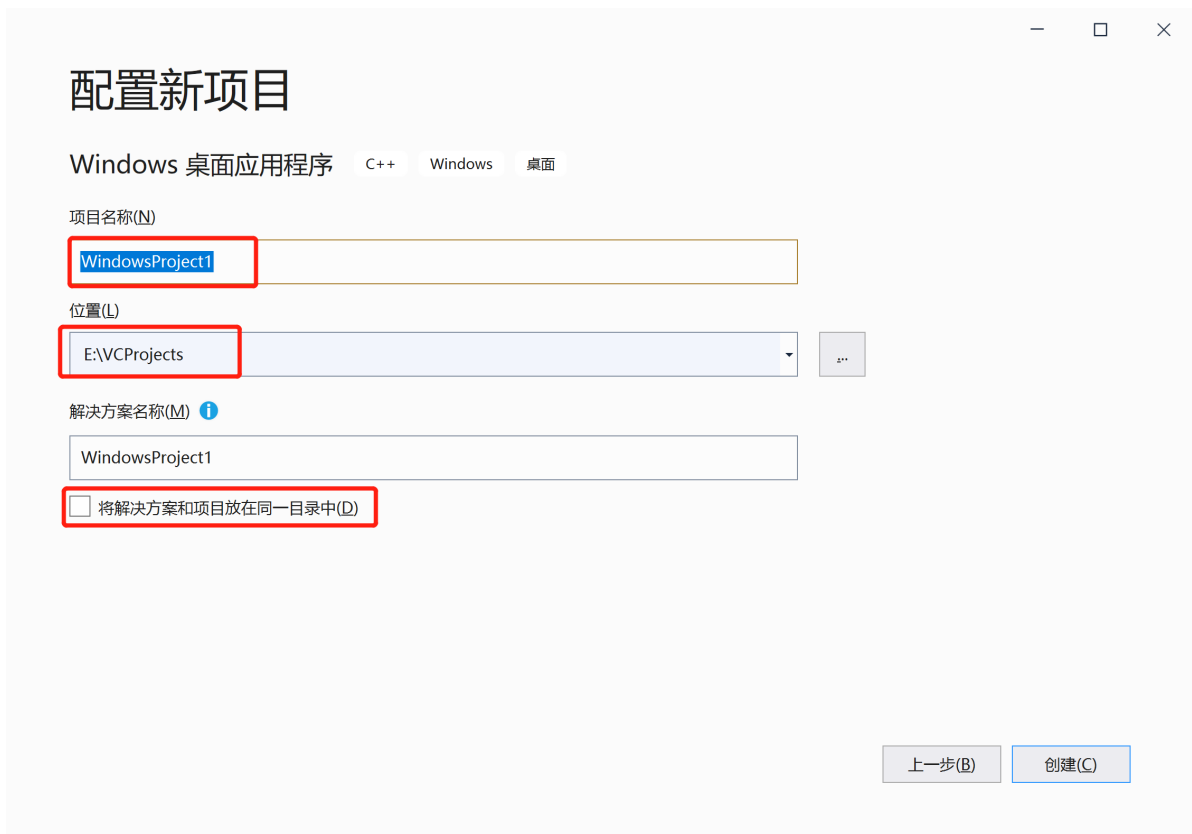 配置新项目
Windows 桌面应用程序 C++ Windows 桌面
项目名称(N)
WindowsProject1
位置(L)
E:\VCProjects
...
解决方案名称(M)
WindowsProject1
将解决方案和项目放在同一目录中(D)
上一步(B) 创建(C)